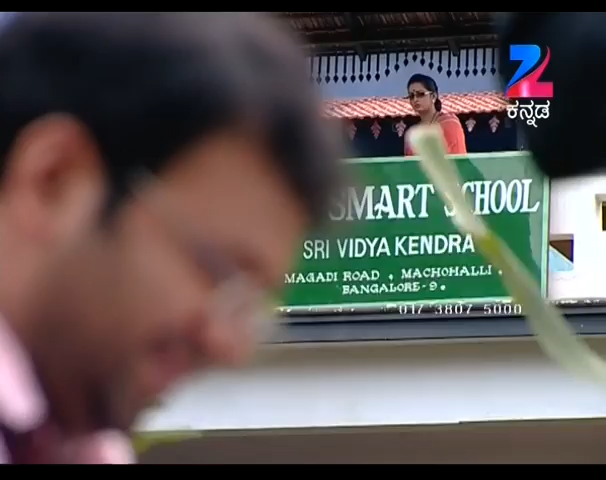 ಕನ್ನಡ
SMART SCHOOL
SRI VIDYA KENDRA
MAGADI ROAD , MACHOHALLI ,
BANGALORE - 9.
3807 5000